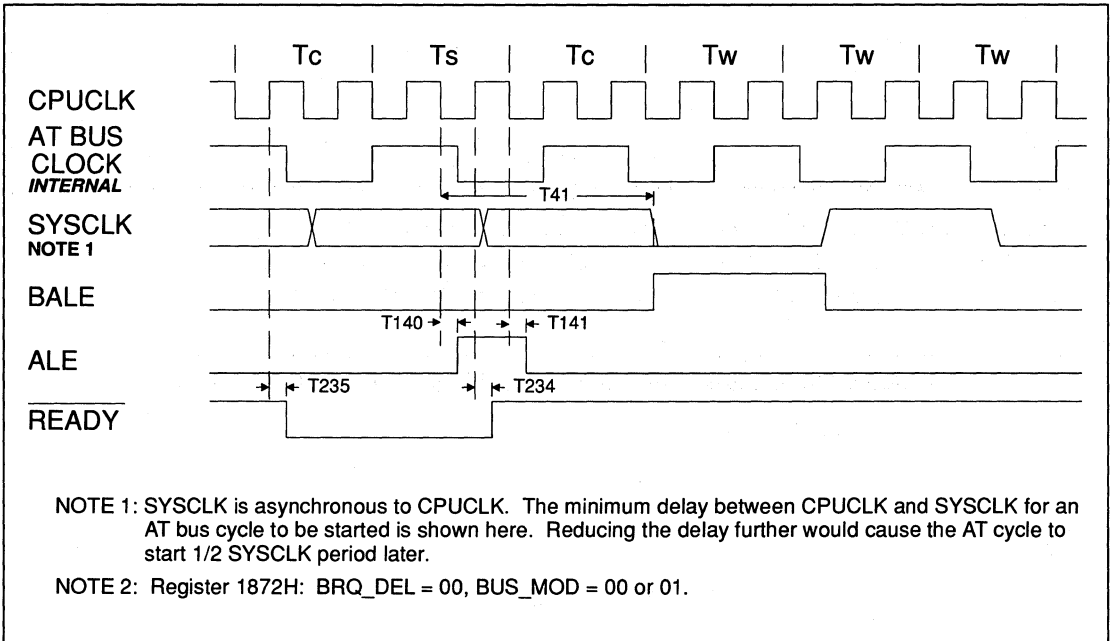 Tc Ts Tc Tw Tw Tw
CPUCLK
AT BUS
CLOCK
INTERNAL
T41
SYSCLK
NOTE 1
BALE
T140 T141
ALE
T235 T234
READY
NOTE 1: SYSCLK is asynchronous to CPUCLK. The minimum delay between CPUCLK and SYSCLK for an
AT bus cycle to be started is shown here. Reducing the delay further would cause the AT cycle to
start 1/2 SYSCLK period later.
NOTE 2: Register 1872H: BRQ_DEL = 00, BUS_MOD = 00 or 01.